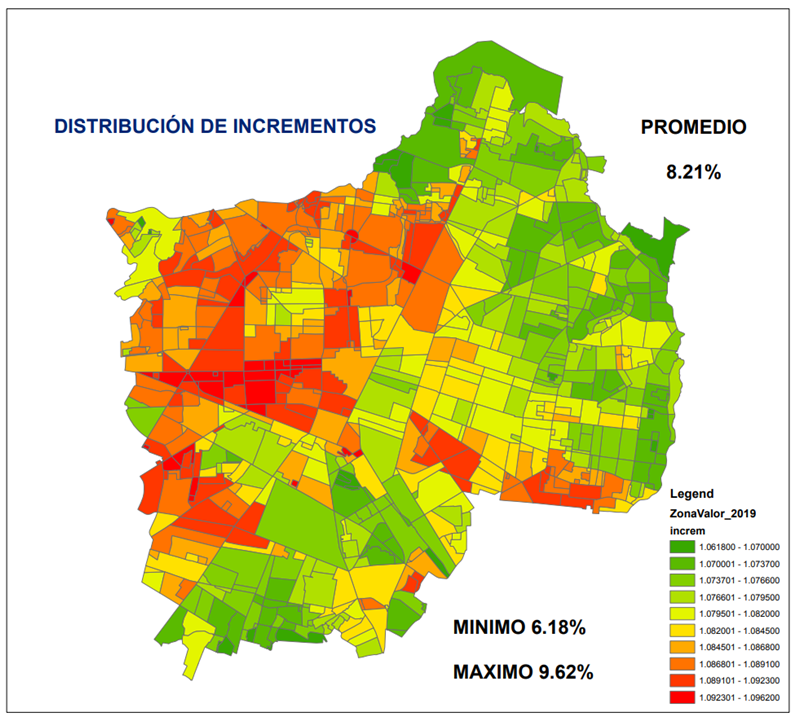 DISTRIBUCIÓN DE INCREMENTOS
PROMEDIO
8.21%
MINIMO 6.18%
MAXIMO 9.62%
Legend
ZonaValor_2019
increm
1.061800 - 1.070000
1.070001 - 1.073700
1.073701 - 1.076600
1.076601 - 1.079500
1.079501 - 1.082000
1.082001 - 1.084500
1.084501 - 1.086800
1.086801 - 1.089100
1.089101 - 1.092300
1.092301 - 1.096200